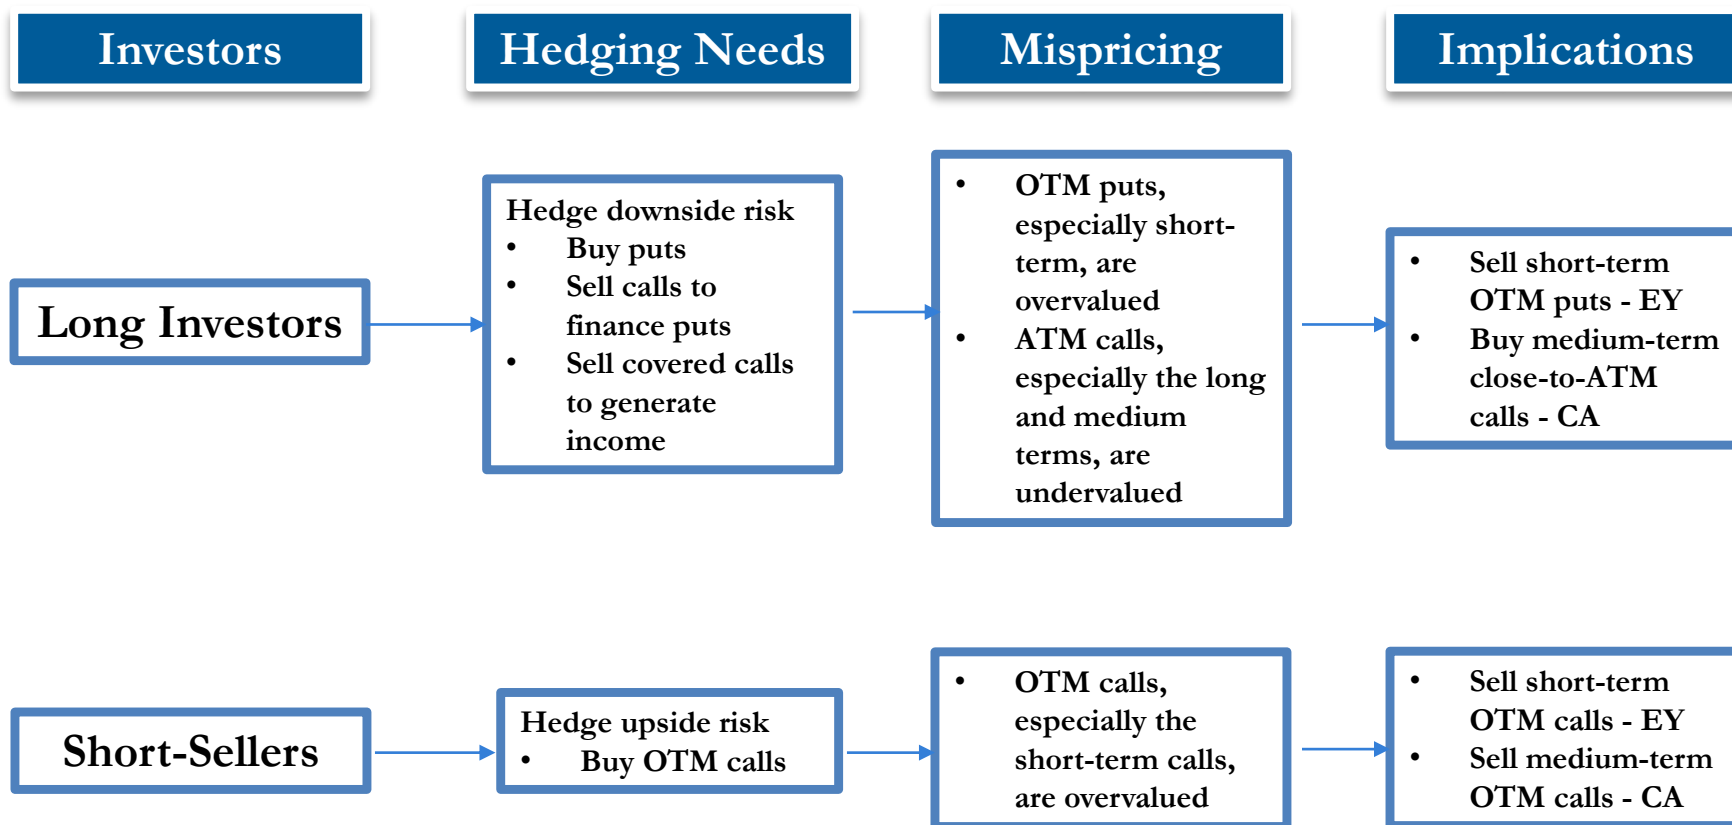 Investors
Hedging Needs
Mispricing
Implications
Long Investors
Hedge downside risk
• Buy puts
• Sell calls to
finance puts
• Sell covered calls
to generate
income
• OTM puts,
especially short-
term, are
overvalued
• ATM calls,
especially the long
and medium
terms, are
undervalued
• Sell short-term
OTM puts - EY
• Buy medium-term
close-to-ATM
calls - CA
Short-Sellers
Hedge upside risk
• Buy OTM calls
• OTM calls,
especially the
short-term calls,
are overvalued
• Sell short-term
OTM calls - EY
• Sell medium-term
OTM calls - CA